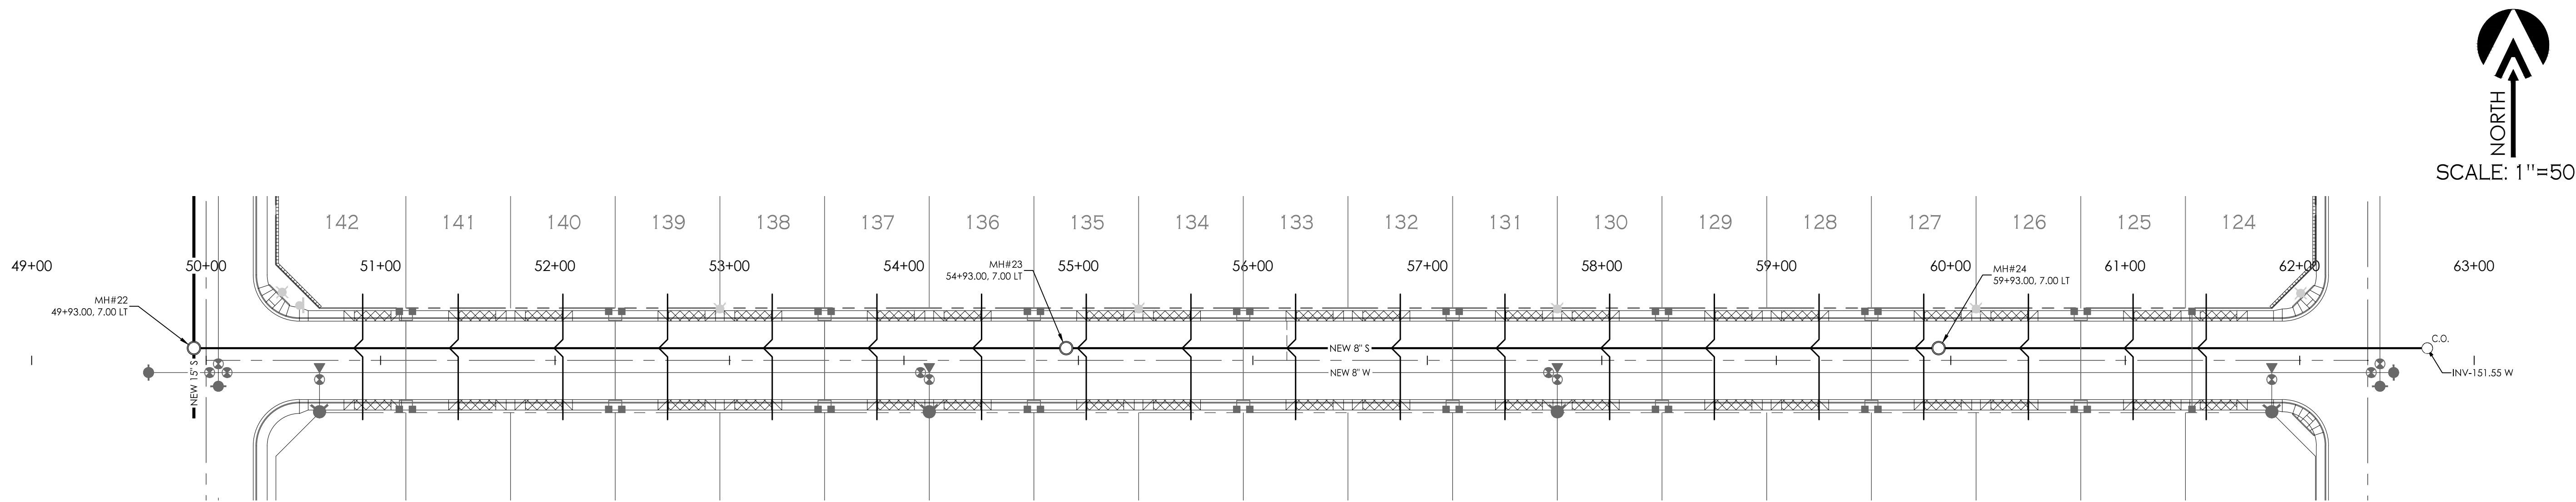 NORTH
SCALE: 1"=50
142 141 140 139 138 137 136 135 134 133 132 131 130 129 128 127 126 125 124
49+00 50+00 51+00 52+00 53+00 54+00 55+00 56+00 57+00 58+00 59+00 60+00 61+00 62+00 63+00
MH#22
49+93.00, 7.00 LT
MH#23
54+93.00, 7.00 LT
MH#24
59+93.00, 7.00 LT
C.O.
NEW 8" S
NEW 8" W
NEW 15" S
INV-151.55 W